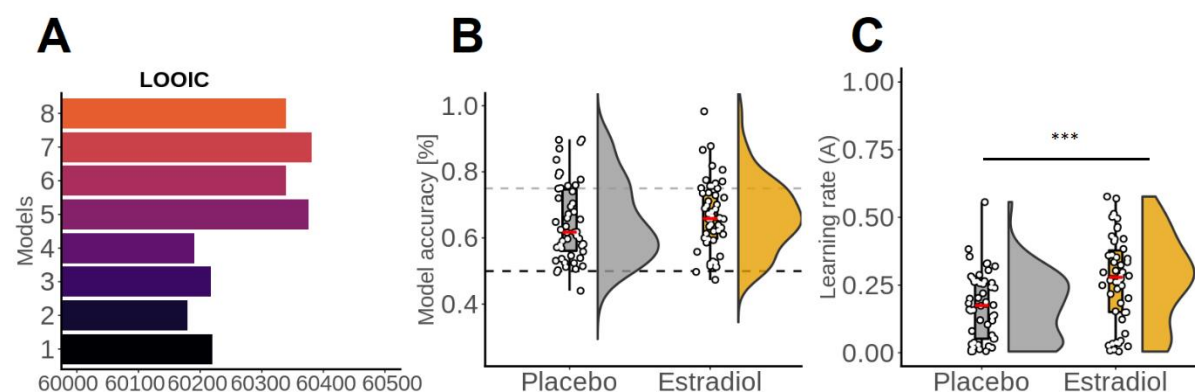 A
LOOIC
Models
8
7
6
5
4
3
2
1
60000 60100 60200 60300 60400 60500
B
Model accuracy [%]
1.0
0.8
0.6
0.4
Placebo Estradiol
C
Learning rate (A)
1.00
0.75
0.50
0.25
0.00
***
Placebo Estradiol